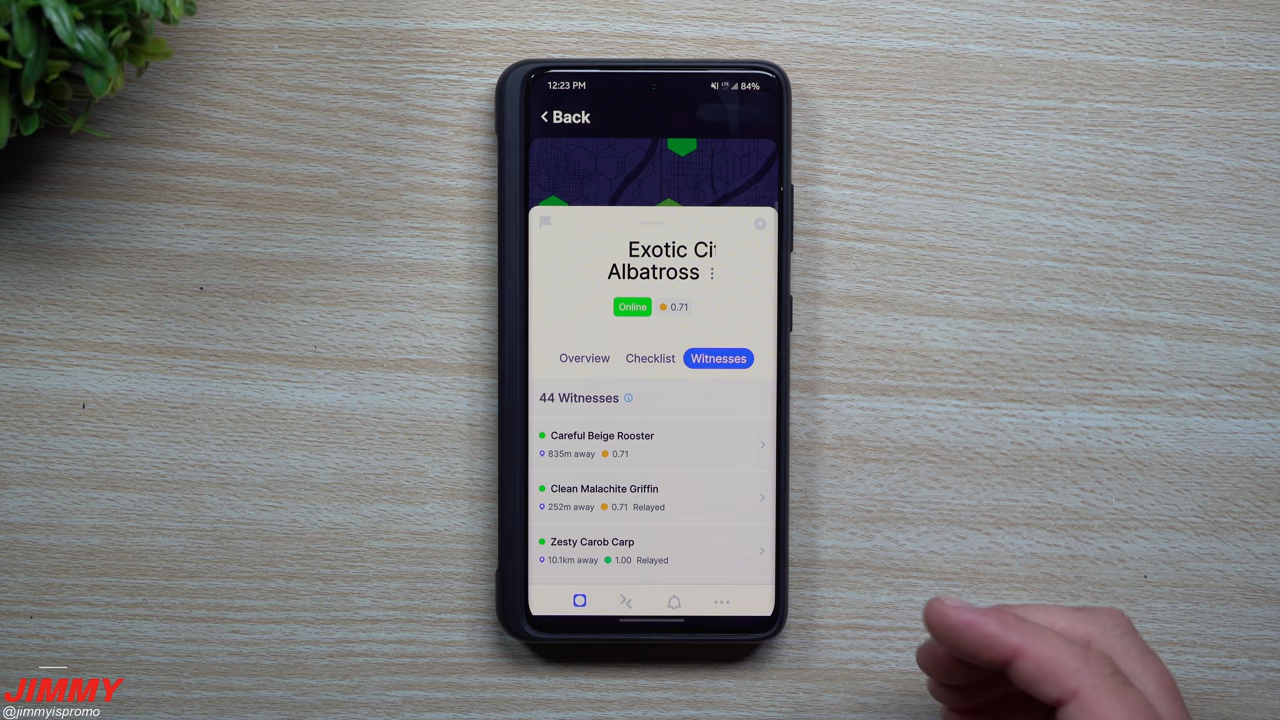 12:23 PM
LTE 84%
Back
Exotic Cit
Albatross
Online 0.71
Overview Checklist Witnesses
44 Witnesses
Careful Beige Rooster
835m away 0.71
Clean Malachite Griffin
252m away 0.71 Relayed
Zesty Carob Carp
10.1km away 1.00 Relayed
JIMMY
@jimmyispromo